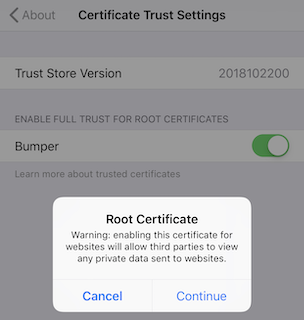 About
Certificate Trust Settings
Trust Store Version 2018102200
ENABLE FULL TRUST FOR ROOT CERTIFICATES
Bumper
Learn more about trusted certificates
Root Certificate
Warning: enabling this certificate for
websites will allow third parties to view
any private data sent to websites.
Cancel Continue